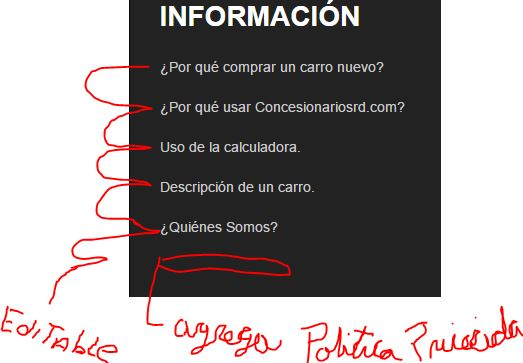 INFORMACIÓN
¿Por qué comprar un carro nuevo?
¿Por qué usar Concesionariosrd.com?
Uso de la calculadora.
Descripción de un carro.
¿Quiénes Somos?
EdiTable
agrega Politica